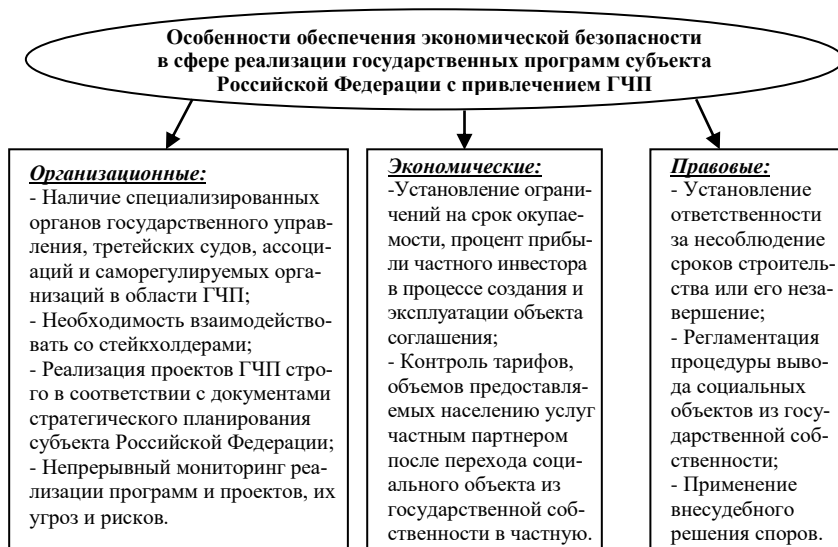 Особенности обеспечения экономической безопасности
в сфере реализации государственных программ субъекта
Российской Федерации с привлечением ГЧП
Организационные:
- Наличие специализированных
органов государственного управ-
ления, третейских судов, ассоци-
аций и саморегулируемых орга-
низаций в области ГЧП;
- Необходимость взаимодейство-
вать со стейкхолдерами;
- Реализация проектов ГЧП стро-
го в соответствии с документами
стратегического планирования
субъекта Российской Федерации;
- Непрерывный мониторинг реа-
лизации программ и проектов, их
угроз и рисков.
Экономические:
-Установление ограни-
чений на срок окупае-
мости, процент прибы-
ли частного инвестора
в процессе создания и
эксплуатации объекта
соглашения;
- Контроль тарифов,
объемов предоставля-
емых населению услуг
частным партнером
после перехода соци-
ального объекта из
государственной соб-
ственности в частную.
Правовые:
- Установление
ответственности
за несоблюдение
сроков строитель-
ства или его неза-
вершение;
- Регламентация
процедуры выво-
да социальных
объектов из госу-
дарственной соб-
ственности;
- Применение
внесудебного
решения споров.